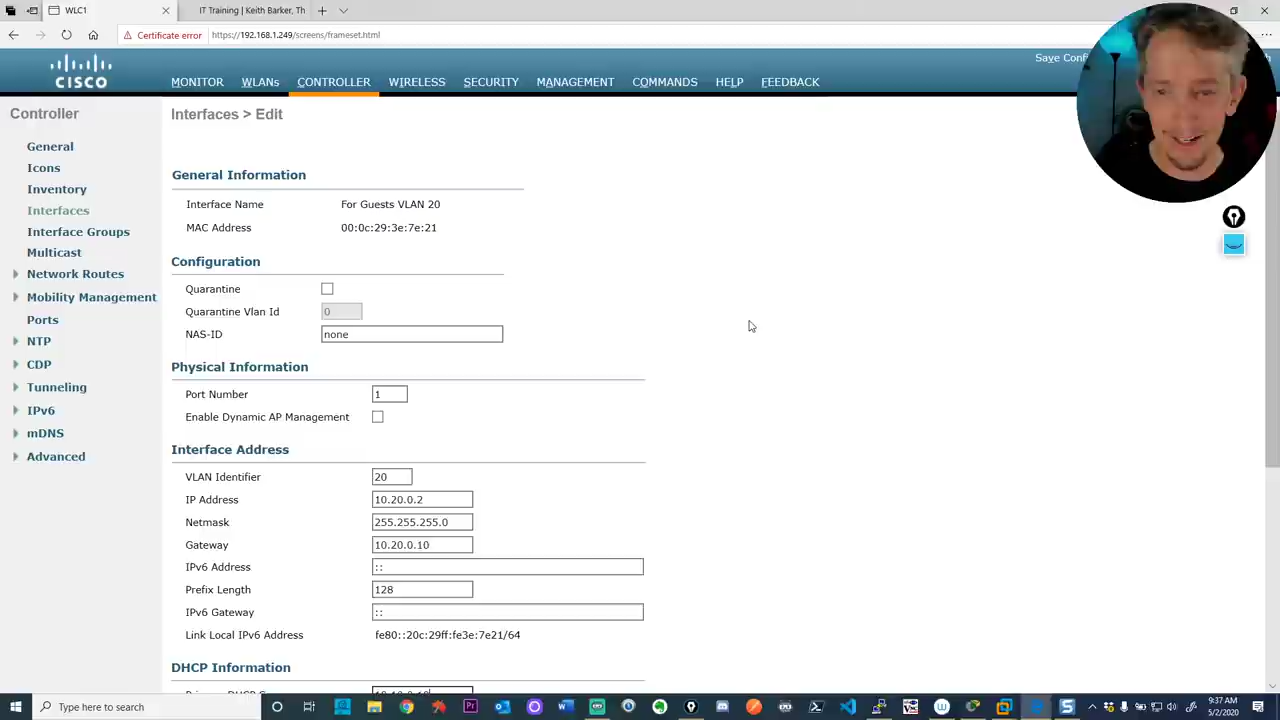 WLC1
IT Training | Keith Barker, Th
Certificate error
https://192.168.1.249/screens/frameset.html
Save Conf
CISCO
MONITOR WLANs CONTROLLER WIRELESS SECURITY MANAGEMENT COMMANDS HELP FEEDBACK
Controller
General
Icons
Inventory
Interfaces
Interface Groups
Multicast
Network Routes
Mobility Management
Ports
NTP
CDP
Tunneling
IPv6
mDNS
Advanced
Interfaces > Edit
General Information
Interface Name For Guests VLAN 20
MAC Address 00:0c:29:3e:7e:21
Configuration
Quarantine
Quarantine Vlan Id 0
NAS-ID none
Physical Information
Port Number 1
Enable Dynamic AP Management
Interface Address
VLAN Identifier 20
IP Address 10.20.0.2
Netmask 255.255.255.0
Gateway 10.20.0.10
IPv6 Address ::
Prefix Length 128
IPv6 Gateway ::
Link Local IPv6 Address fe80::20c:29ff:fe3e:7e21/64
DHCP Information
Type here to search
9:37 AM
5/2/2020